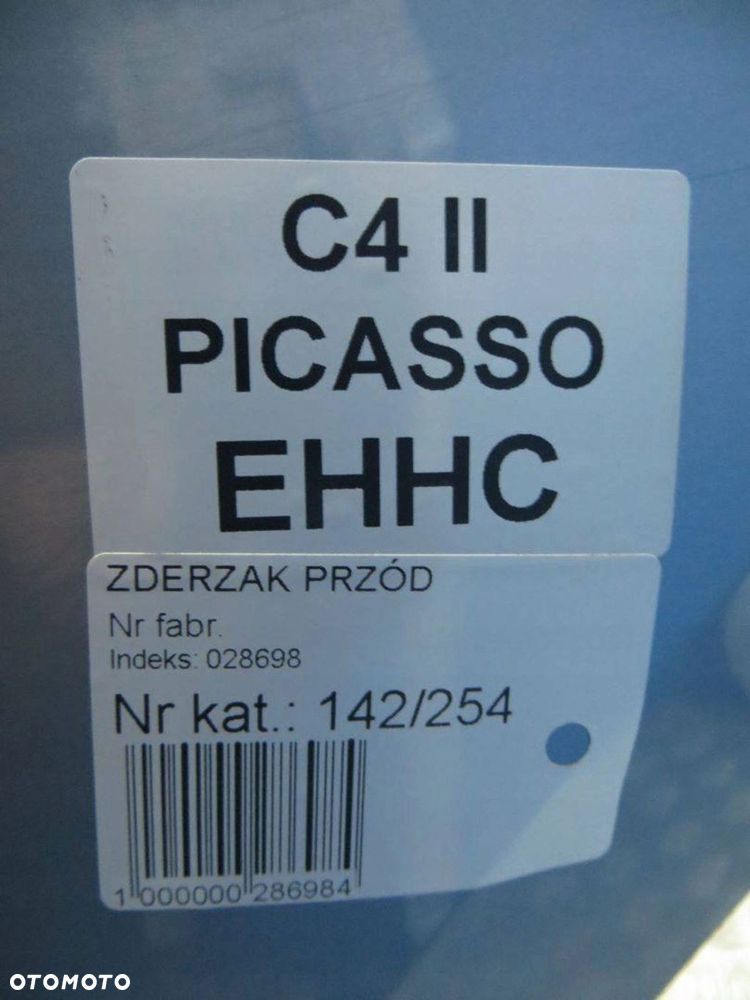 C4 II
PICASSO
EHHC
ZDERZAK PRZÓD
Nr fabr.
Indeks: 028698
Nr kat.: 142/254
1 000000 286984
OTOMOTO